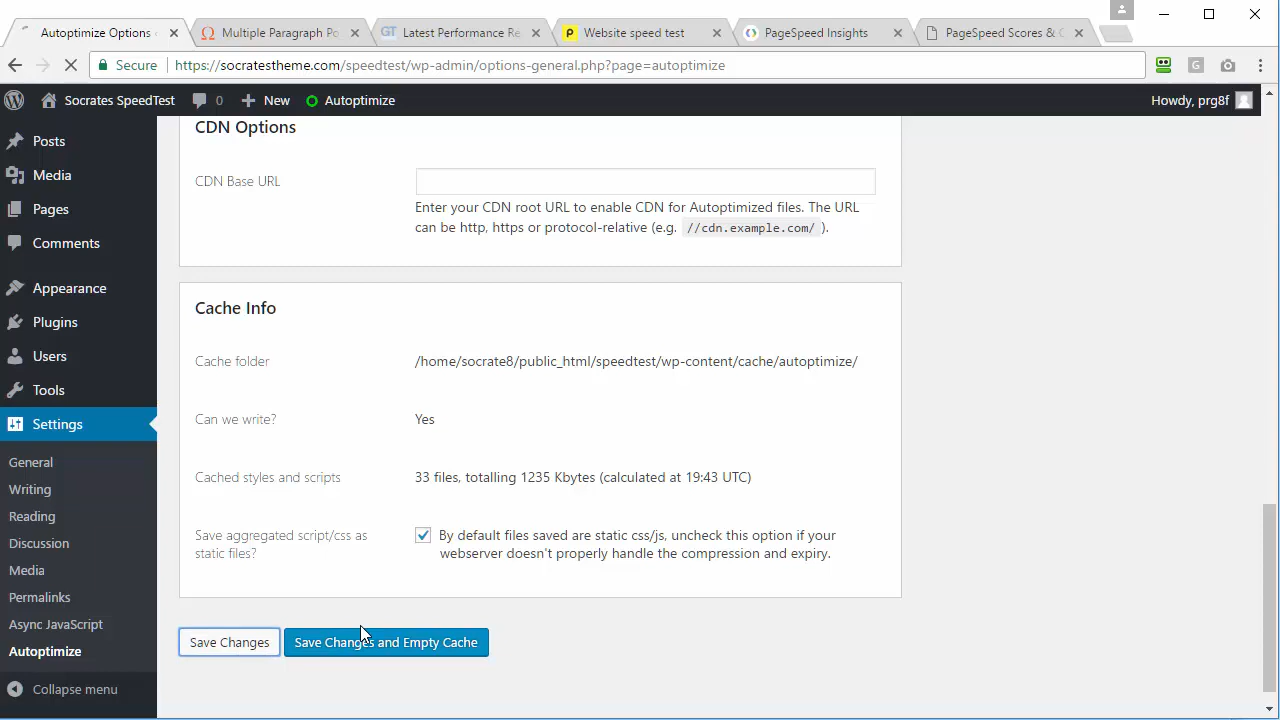 Autoptimize Options
Multiple Paragraph Po
Latest Performance Re
Website speed test
PageSpeed Insights
PageSpeed Scores & C
Secure
https://socratestheme.com/speedtest/wp-admin/options-general.php?page=autoptimize
Socrates SpeedTest
0
New
Autoptimize
Howdy, prg8f
Posts
Media
Pages
Comments
Appearance
Plugins
Users
Tools
Settings
General
Writing
Reading
Discussion
Media
Permalinks
Async JavaScript
Autoptimize
Collapse menu
CDN Options
CDN Base URL
Enter your CDN root URL to enable CDN for Autoptimized files. The URL
can be http, https or protocol-relative (e.g. //cdn.example.com/ ).
Cache Info
Cache folder
/home/socrate8/public_html/speedtest/wp-content/cache/autoptimize/
Can we write?
Yes
Cached styles and scripts
33 files, totalling 1235 Kbytes (calculated at 19:43 UTC)
Save aggregated script/css as
static files?
By default files saved are static css/js, uncheck this option if your
webserver doesn't properly handle the compression and expiry.
Save Changes
Save Changes and Empty Cache